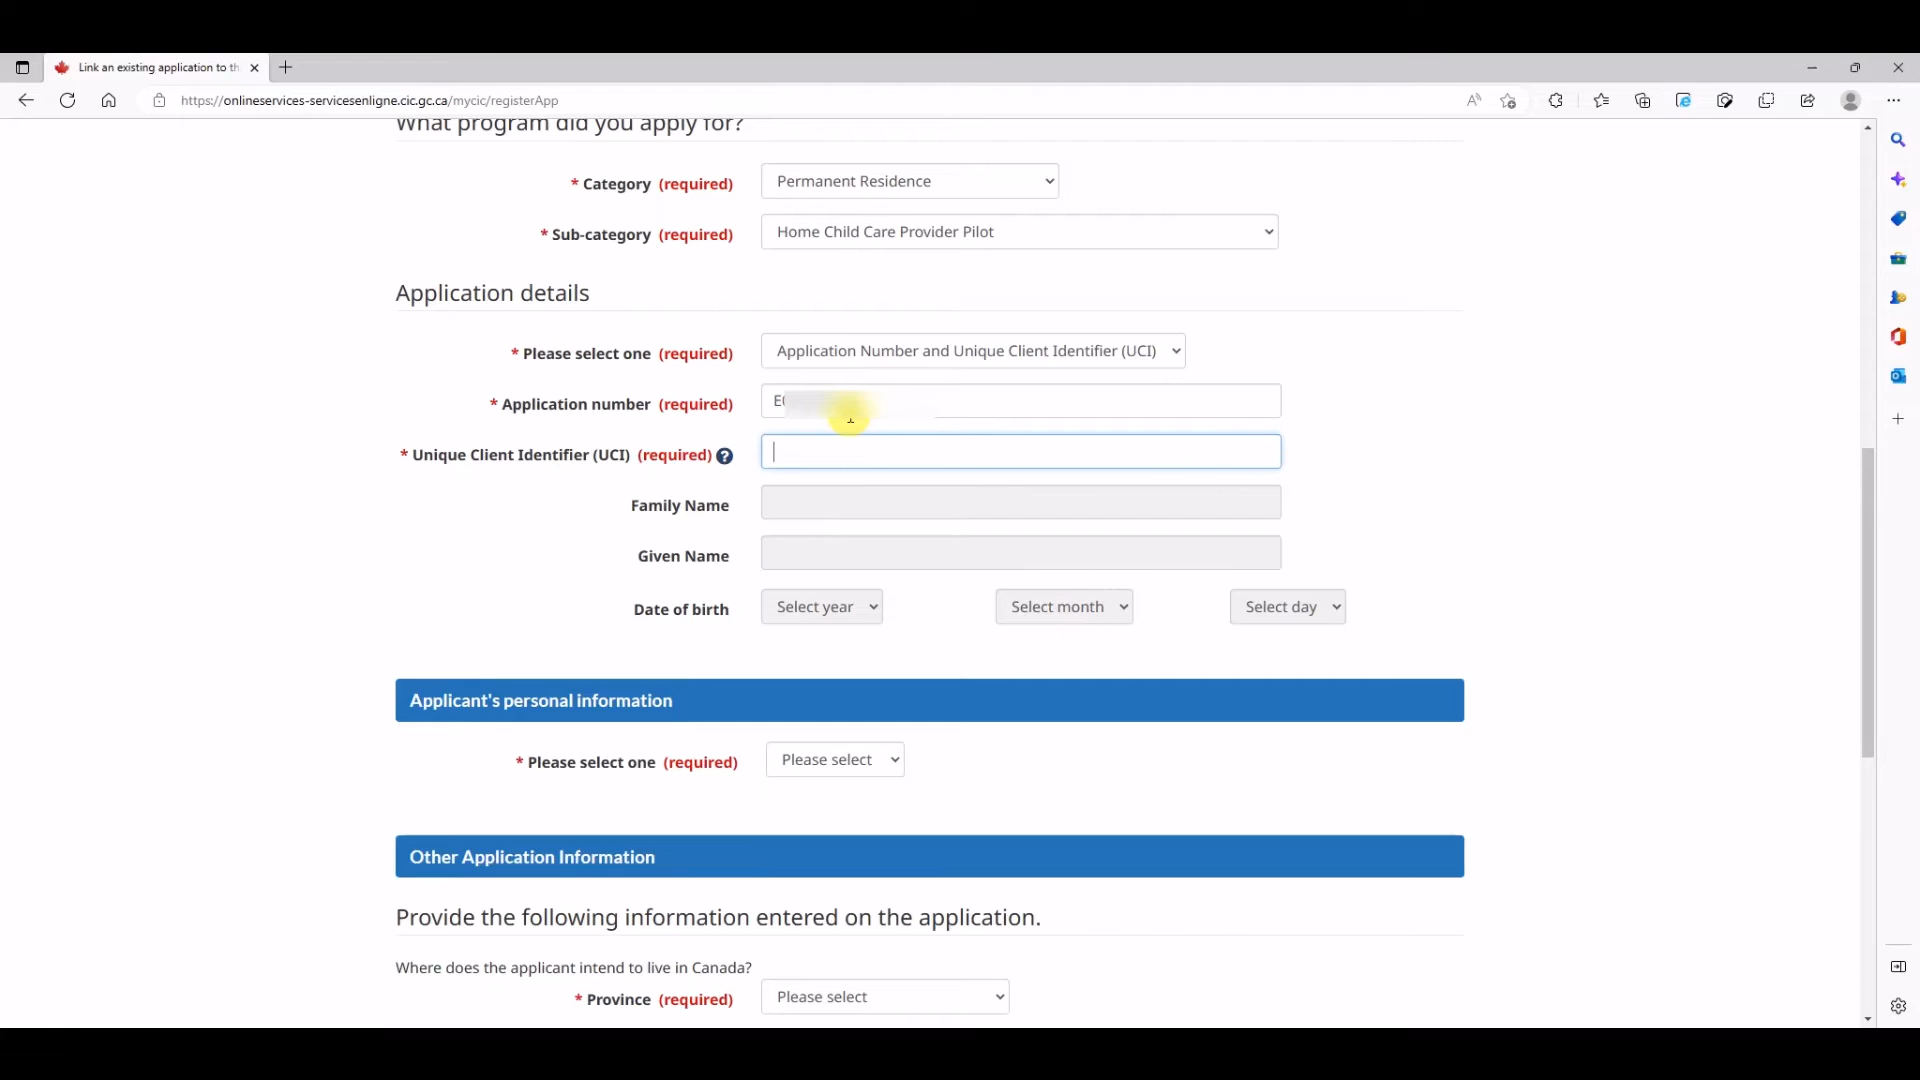 Link an existing application to th
https://onlineservices-servicesenligne.cic.gc.ca/mycic/registerApp
What program did you apply for?
* Category (required) Permanent Residence
* Sub-category (required) Home Child Care Provider Pilot
Application details
* Please select one (required) Application Number and Unique Client Identifier (UCI)
* Application number (required)
* Unique Client Identifier (UCI) (required) ?
Family Name
Given Name
Date of birth Select year Select month Select day
Applicant's personal information
* Please select one (required) Please select
Other Application Information
Provide the following information entered on the application.
Where does the applicant intend to live in Canada?
* Province (required) Please select